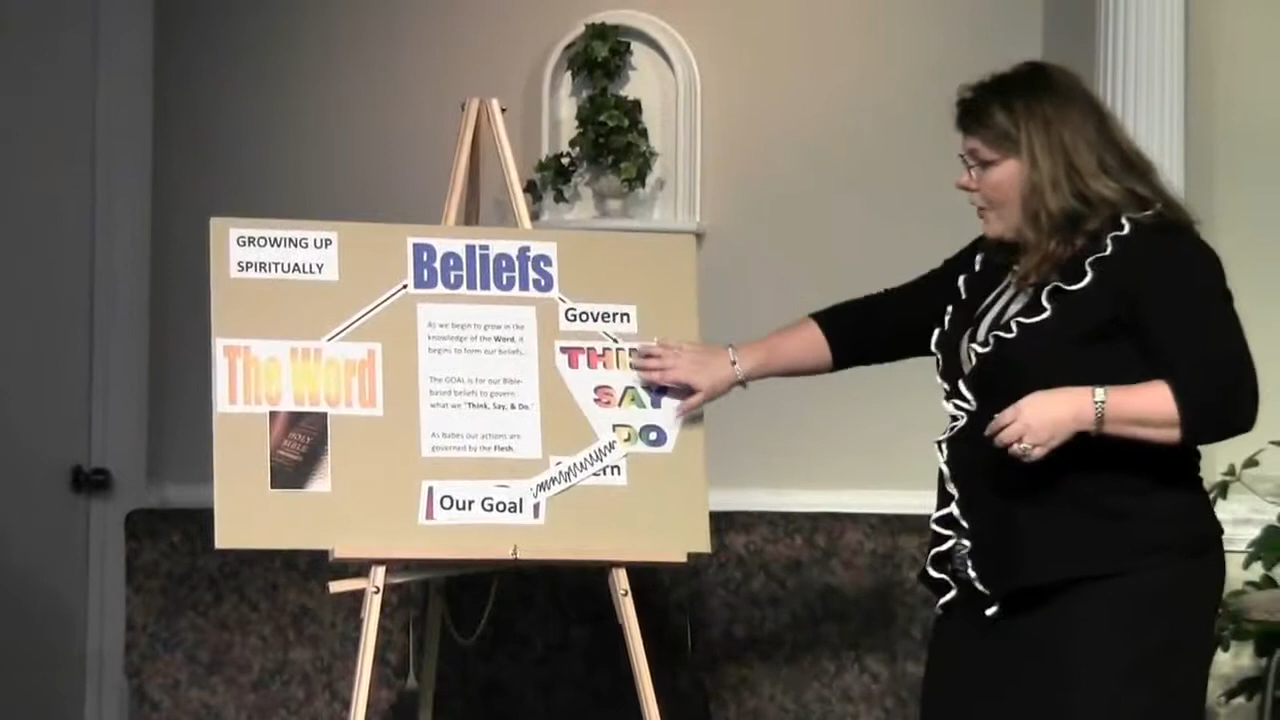 GROWING UP
SPIRITUALLY
Beliefs
Govern
As we begin to grow in the
knowledge of the Word, it
begins to form our beliefs...
The GOAL is for our Bible-
based beliefs to govern
what we "Think, Say, & Do."
As babes our actions are
governed by the Flesh.
The Word
HOLY
BIBLE
THI
SAY
DO
ern
Our Goal